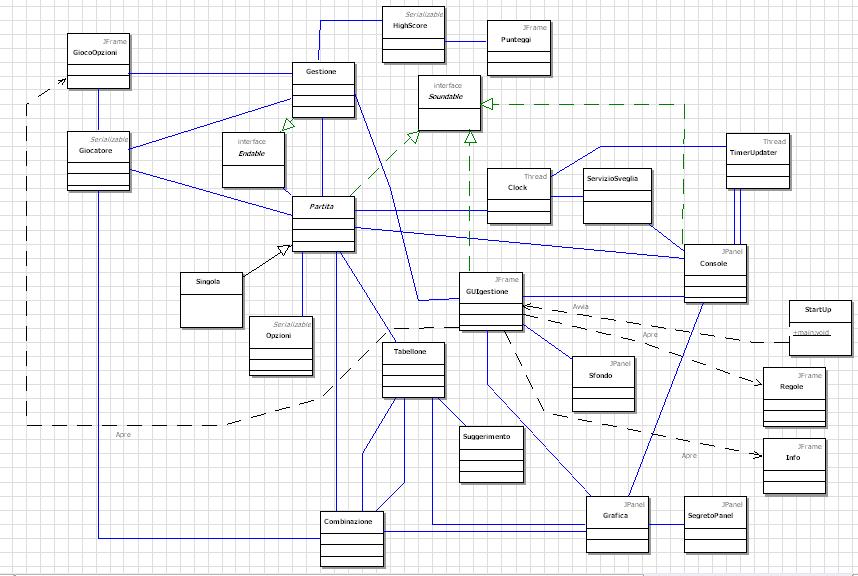 Serializable
HighScore
JFrame
Punteggi
JFrame
GiocoOpzioni
Gestione
interface
Soundable
Serializable
Giocatore
interface
Endable
Thread
TimerUpdater
Thread
Clock
ServizioSveglia
Partita
JPanel
Console
Singola
JFrame
GUIgestione
Avvia
StartUp
+main:void
Apre
Serializable
Opzioni
Tabellone
JPanel
Sfondo
JFrame
Regole
Apre
Suggerimento
JFrame
Info
Apre
Combinazione
JPanel
Grafica
JPanel
SegretoPanel